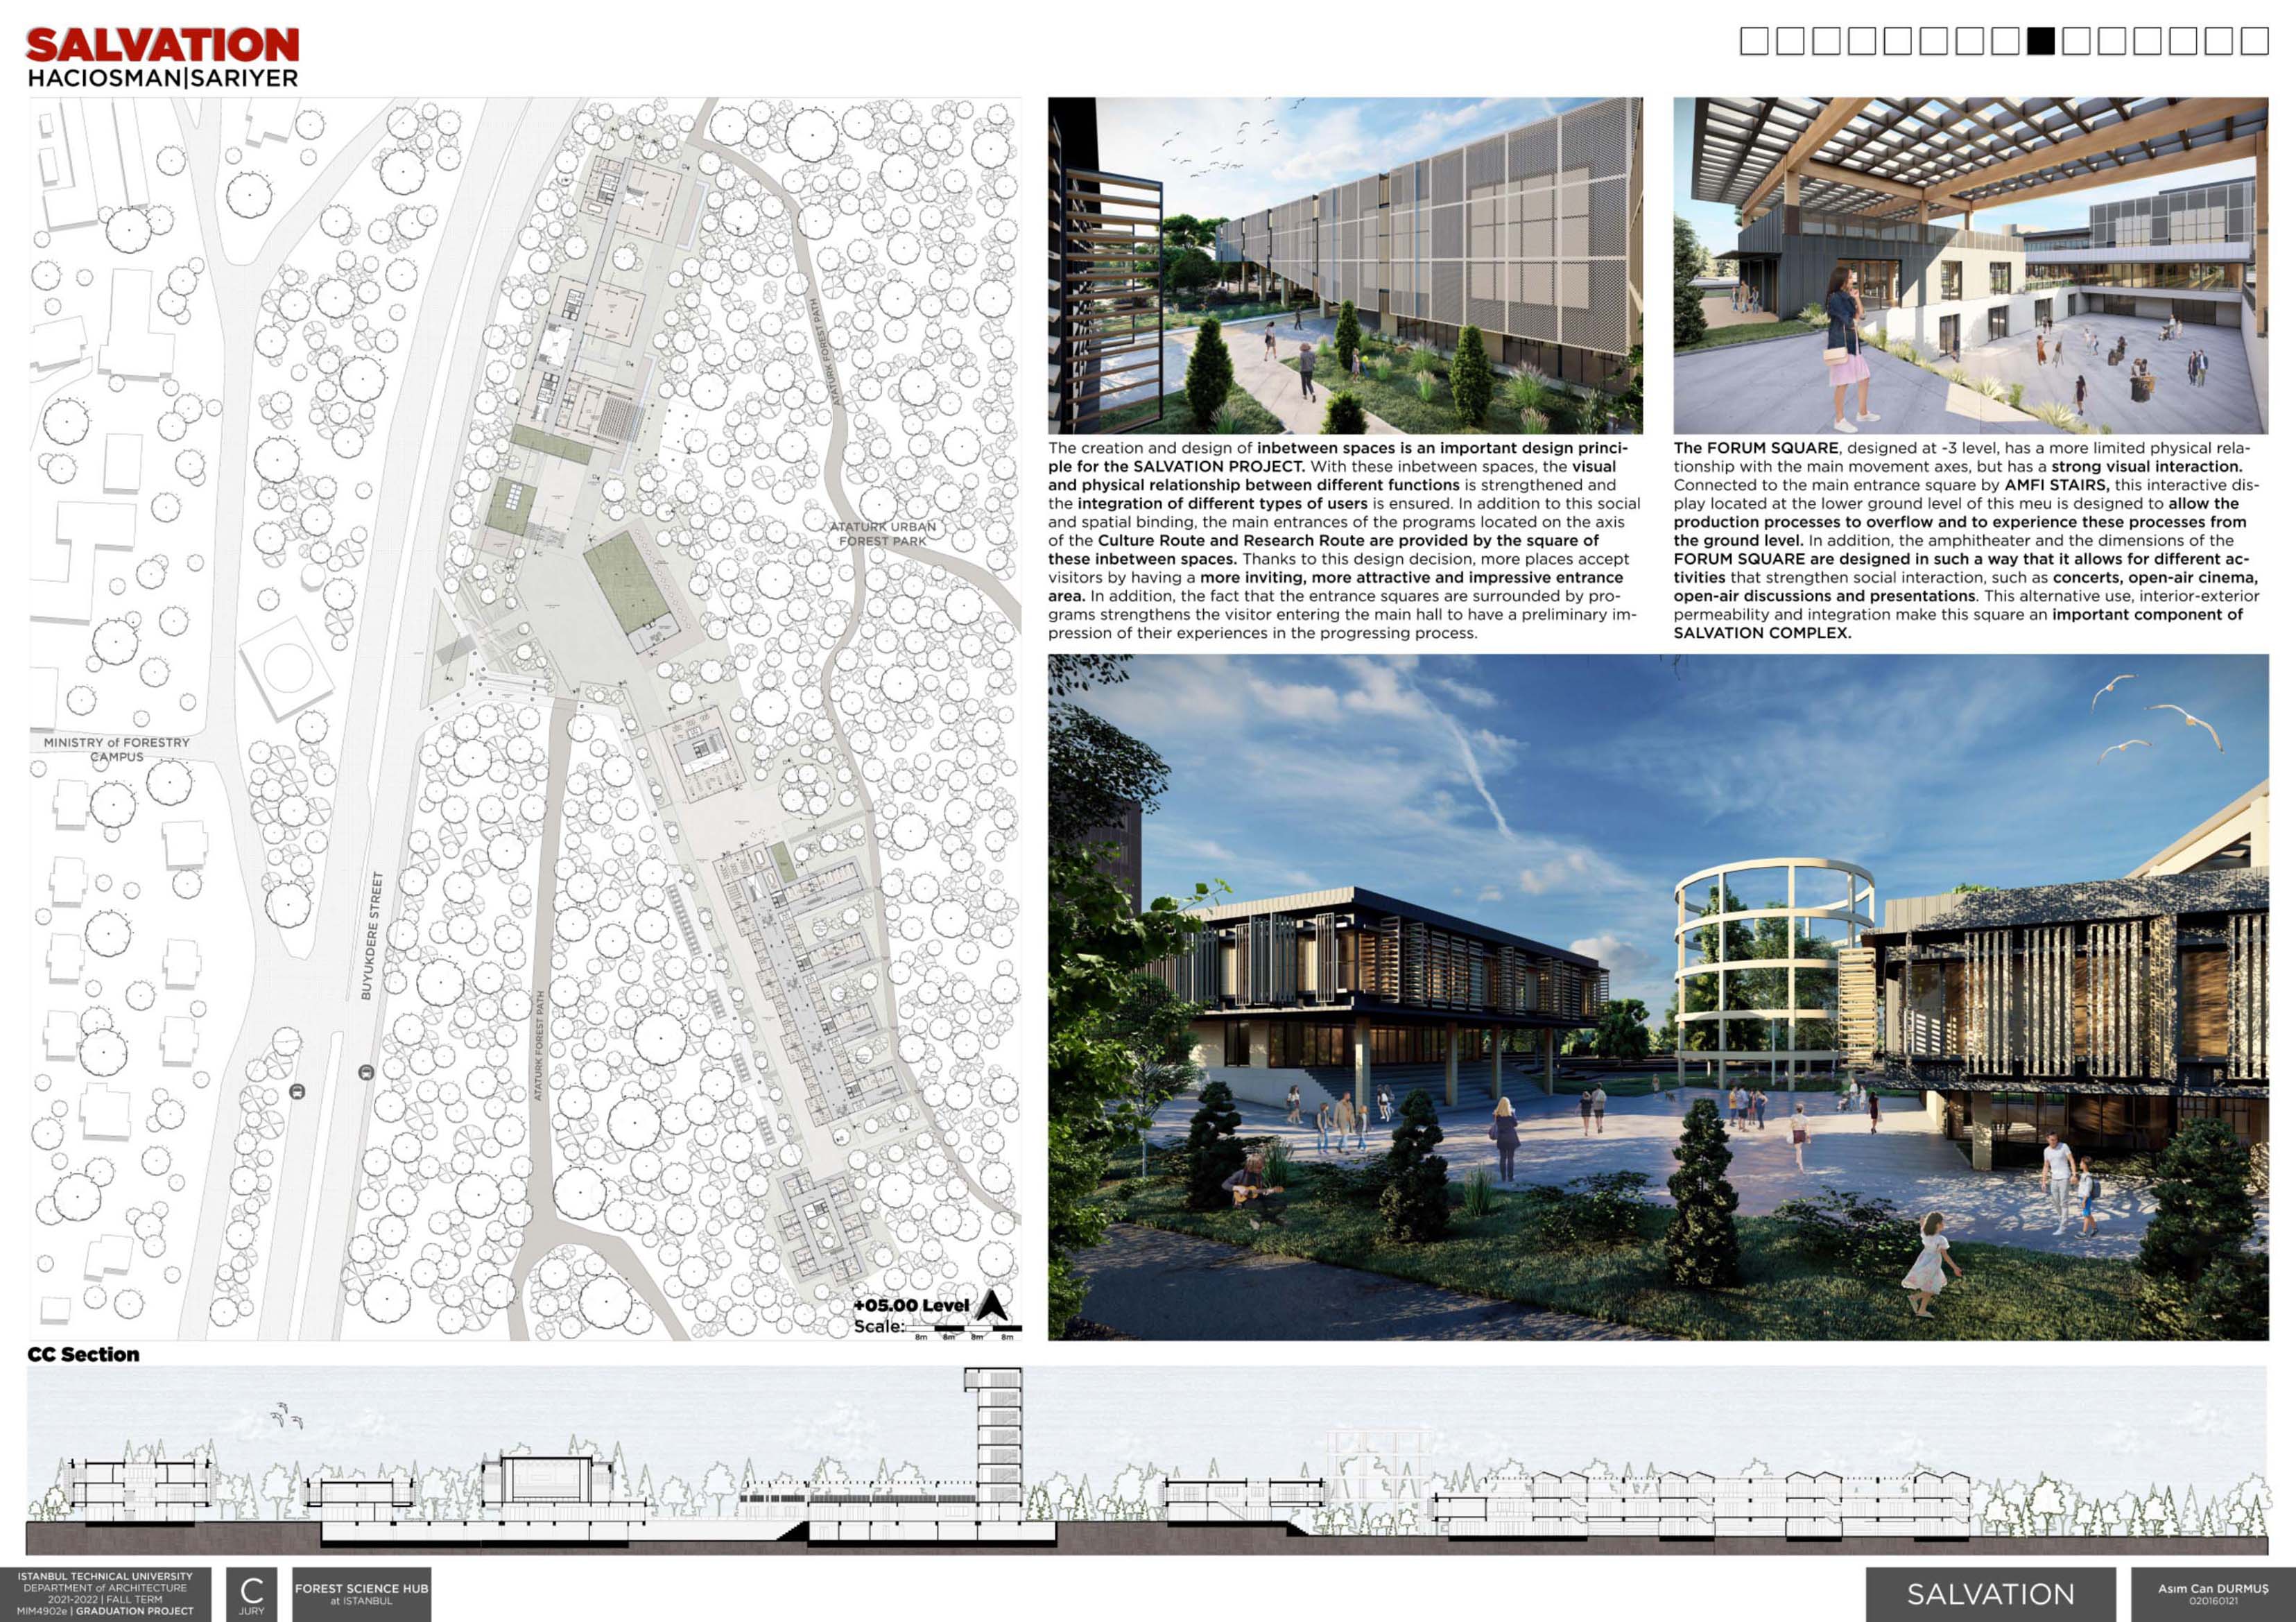 SALVATION
HACIOSMAN|SARIYER
ATATURK FOREST PATH
ATATURK URBAN
FOREST PARK
MINISTRY of FORESTRY
CAMPUS
BUYUKDERE STREET
ATATURK FOREST PATH
+05.00 Level
Scale:
8m 8m 8m 8m
The creation and design of inbetween spaces is an important design princi-
ple for the SALVATION PROJECT. With these inbetween spaces, the visual
and physical relationship between different functions is strengthened and
the integration of different types of users is ensured. In addition to this social
and spatial binding, the main entrances of the programs located on the axis
of the Culture Route and Research Route are provided by the square of
these inbetween spaces. Thanks to this design decision, more places accept
visitors by having a more inviting, more attractive and impressive entrance
area. In addition, the fact that the entrance squares are surrounded by pro-
grams strengthens the visitor entering the main hall to have a preliminary im-
pression of their experiences in the progressing process.
The FORUM SQUARE, designed at -3 level, has a more limited physical rela-
tionship with the main movement axes, but has a strong visual interaction.
Connected to the main entrance square by AMFI STAIRS, this interactive dis-
play located at the lower ground level of this meu is designed to allow the
production processes to overflow and to experience these processes from
the ground level. In addition, the amphitheater and the dimensions of the
FORUM SQUARE are designed in such a way that it allows for different ac-
tivities that strengthen social interaction, such as concerts, open-air cinema,
open-air discussions and presentations. This alternative use, interior-exterior
permeability and integration make this square an important component of
SALVATION COMPLEX.
CC Section
ISTANBUL TECHNICAL UNIVERSITY
DEPARTMENT of ARCHITECTURE
2021-2022 | FALL TERM
MIM4902e | GRADUATION PROJECT
C
JURY
FOREST SCIENCE HUB
at ISTANBUL
SALVATION
Asım Can DURMUŞ
020160121